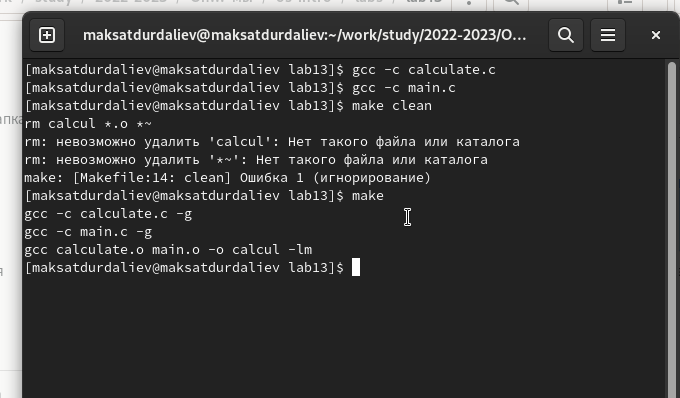 maksatdurdaliev@maksatdurdaliev:~/work/study/2022-2023/O...
[maksatdurdaliev@maksatdurdaliev lab13]$ gcc -c calculate.c
[maksatdurdaliev@maksatdurdaliev lab13]$ gcc -c main.c
[maksatdurdaliev@maksatdurdaliev lab13]$ make clean
rm calcul *.o *~
rm: невозможно удалить 'calcul': Нет такого файла или каталога
rm: невозможно удалить '*~': Нет такого файла или каталога
make: [Makefile:14: clean] Ошибка 1 (игнорирование)
[maksatdurdaliev@maksatdurdaliev lab13]$ make
gcc -c calculate.c -g
gcc -c main.c -g
gcc calculate.o main.o -o calcul -lm
[maksatdurdaliev@maksatdurdaliev lab13]$